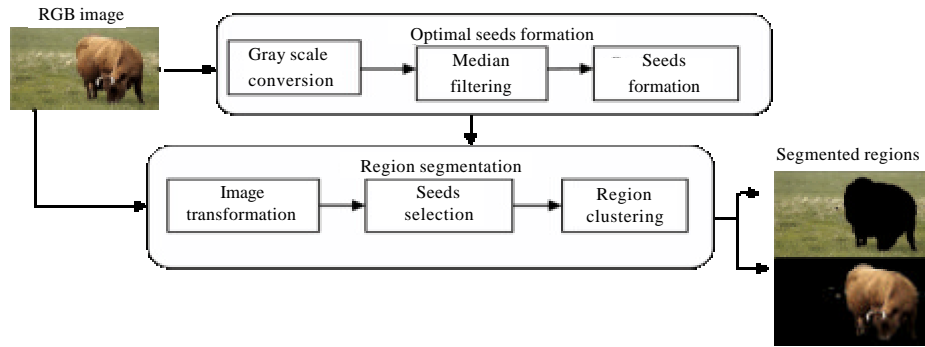 RGB image
Optimal seeds formation
Gray scale
conversion
Median
filtering
Seeds
formation
Region segmentation
Image
transformation
Seeds
selection
Region
clustering
Segmented regions